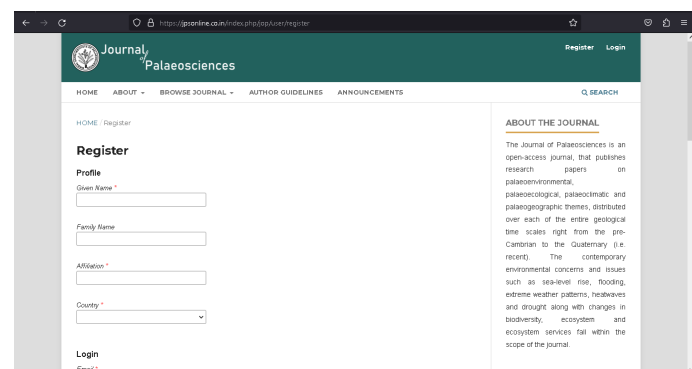 https://jpsonline.co.in/index.php/jop/user/register
Journal
of
Palaeosciences
Register Login
HOME ABOUT BROWSE JOURNAL AUTHOR GUIDELINES ANNOUNCEMENTS SEARCH
HOME / Register
Register
Profile
Given Name *
Family Name
Affiliation *
Country *
Login
Email *
ABOUT THE JOURNAL
The Journal of Palaeosciences is an
open-access journal, that publishes
research papers on
palaeoenvironmental,
palaeoecological, palaeoclimatic and
palaeogeographic themes, distributed
over each of the entire geological
time scales right from the pre-
Cambrian to the Quaternary (i.e.
recent). The contemporary
environmental concerns and issues
such as sea-level rise, flooding,
extreme weather patterns, heatwaves
and drought along with changes in
biodiversity, ecosystem and
ecosystem services fall within the
scope of the journal.